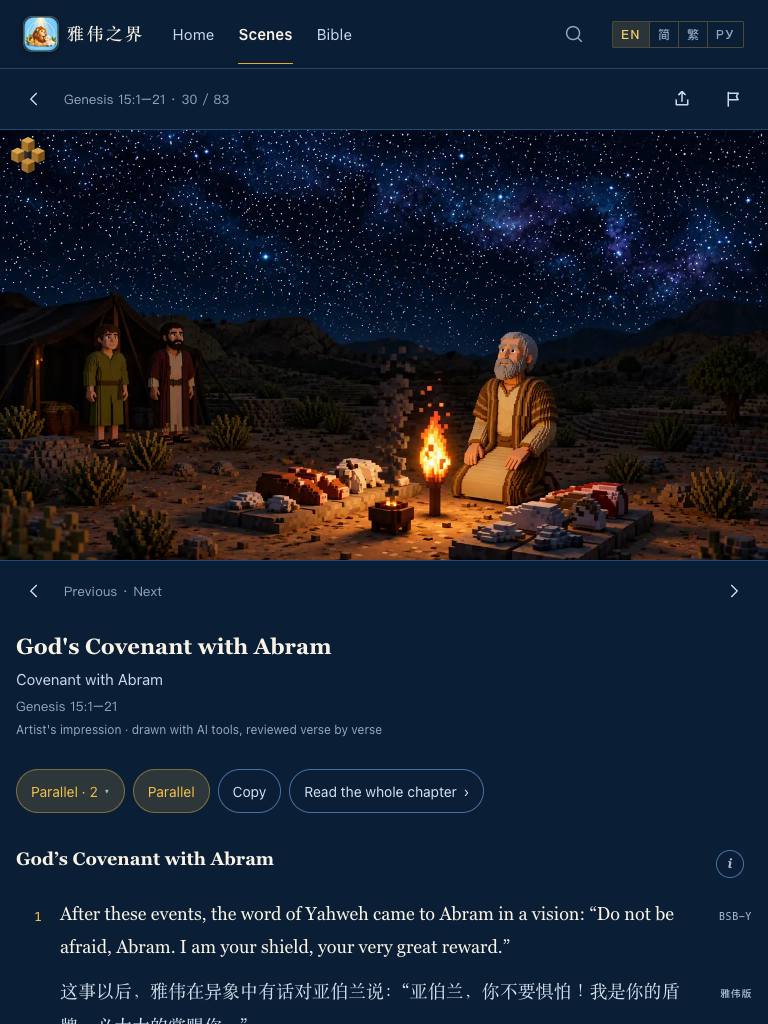 雅伟之界 Home Scenes Bible EN 简 繁 РУ
Genesis 15:1—21 · 30 / 83
Previous · Next
God's Covenant with Abram
Covenant with Abram
Genesis 15:1—21
Artist's impression · drawn with AI tools, reviewed verse by verse
Parallel · 2 Parallel Copy Read the whole chapter ›
God’s Covenant with Abram i
1 After these events, the word of Yahweh came to Abram in a vision: “Do not be BSB—Y
afraid, Abram. I am your shield, your very great reward.”
这事以后，雅伟在异象中有话对亚伯兰说：“亚伯兰，你不要惧怕！我是你的盾 雅伟版